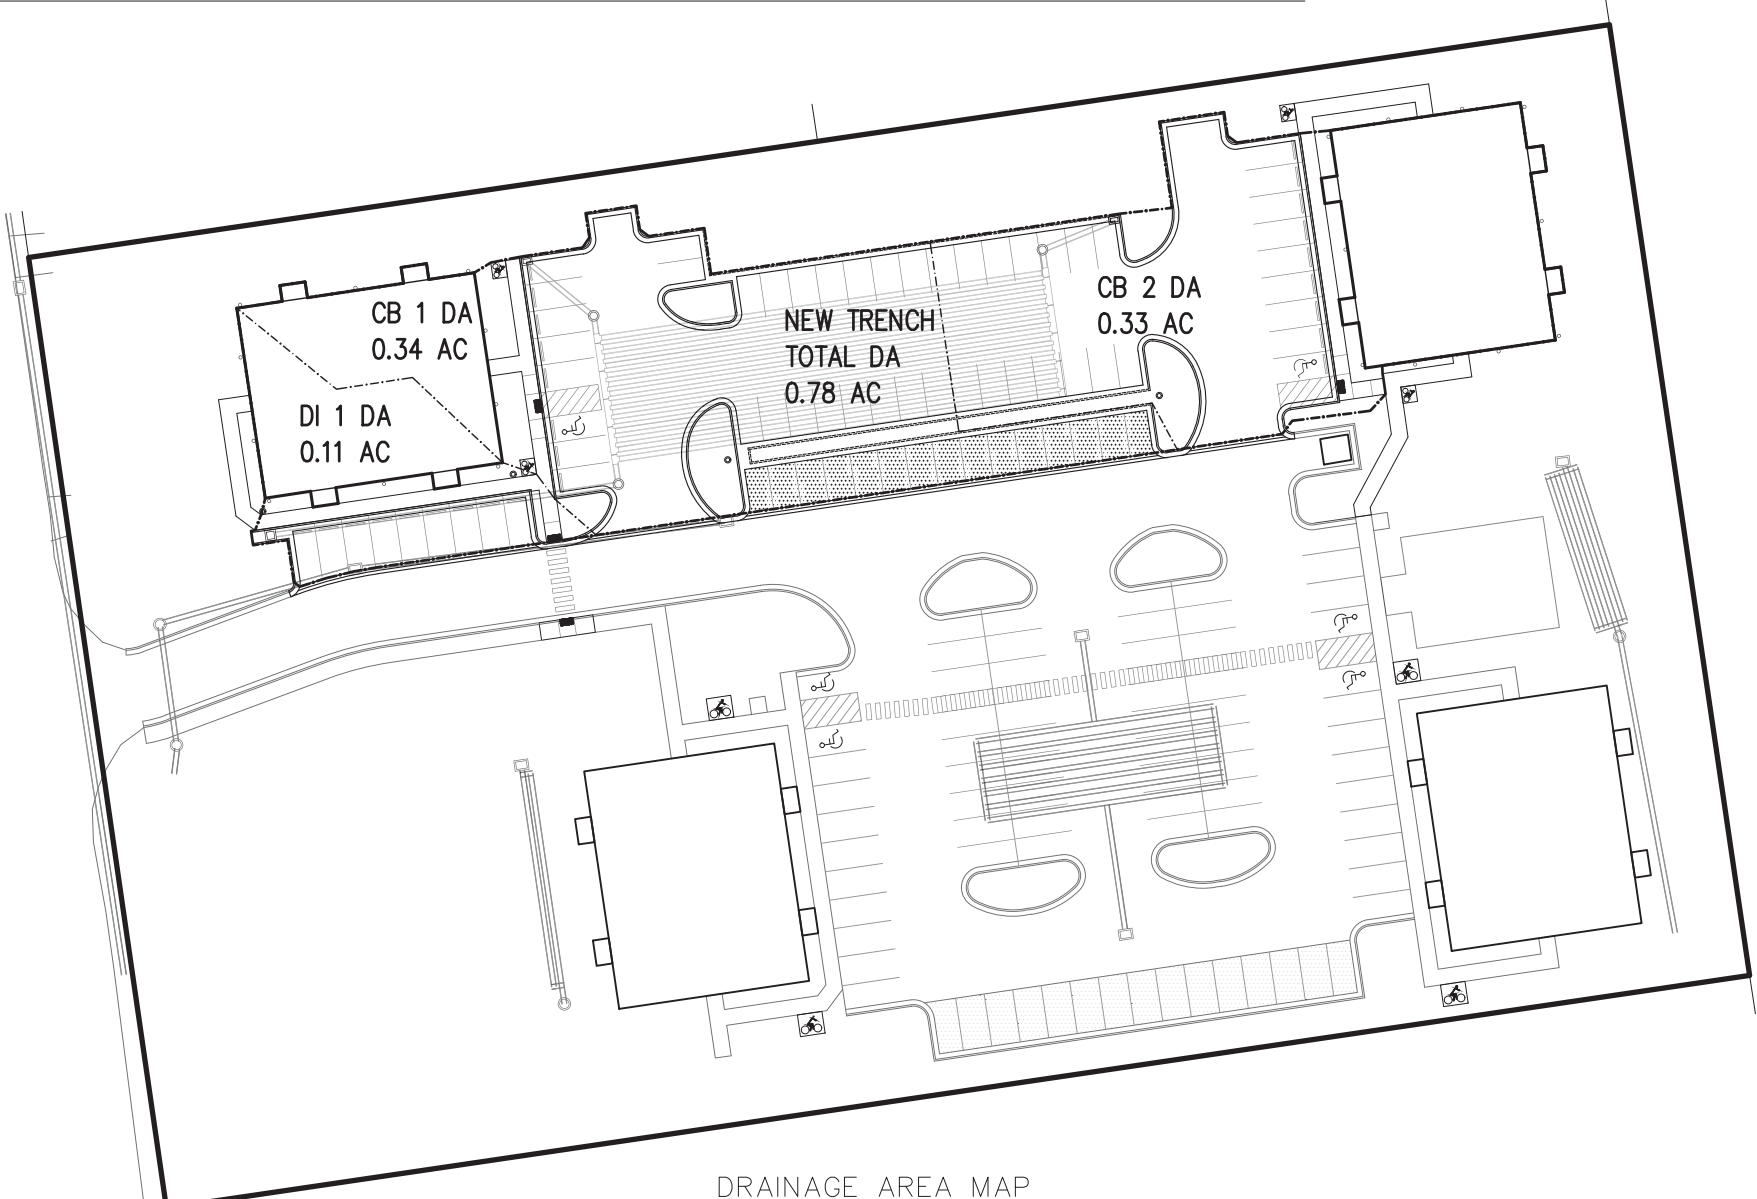 CB 1 DA
0.34 AC
DI 1 DA
0.11 AC
NEW TRENCH
TOTAL DA
0.78 AC
CB 2 DA
0.33 AC
DRAINAGE AREA MAP